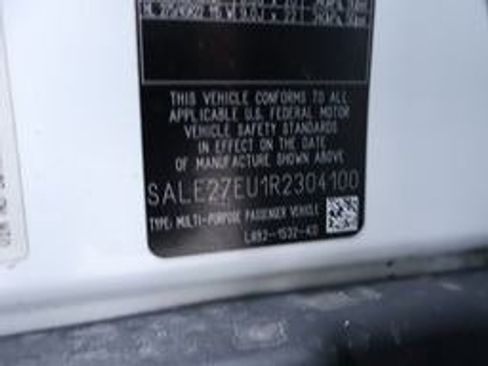 THIS VEHICLE CONFORMS TO ALL
APPLICABLE U.S. FEDERAL MOTOR
VEHICLE SAFETY STANDARDS
IN EFFECT ON THE DATE
OF MANUFACTURE SHOWN ABOVE
SALE27EU1R2304100
TYPE: MULTI-PURPOSE PASSENGER VEHICLE